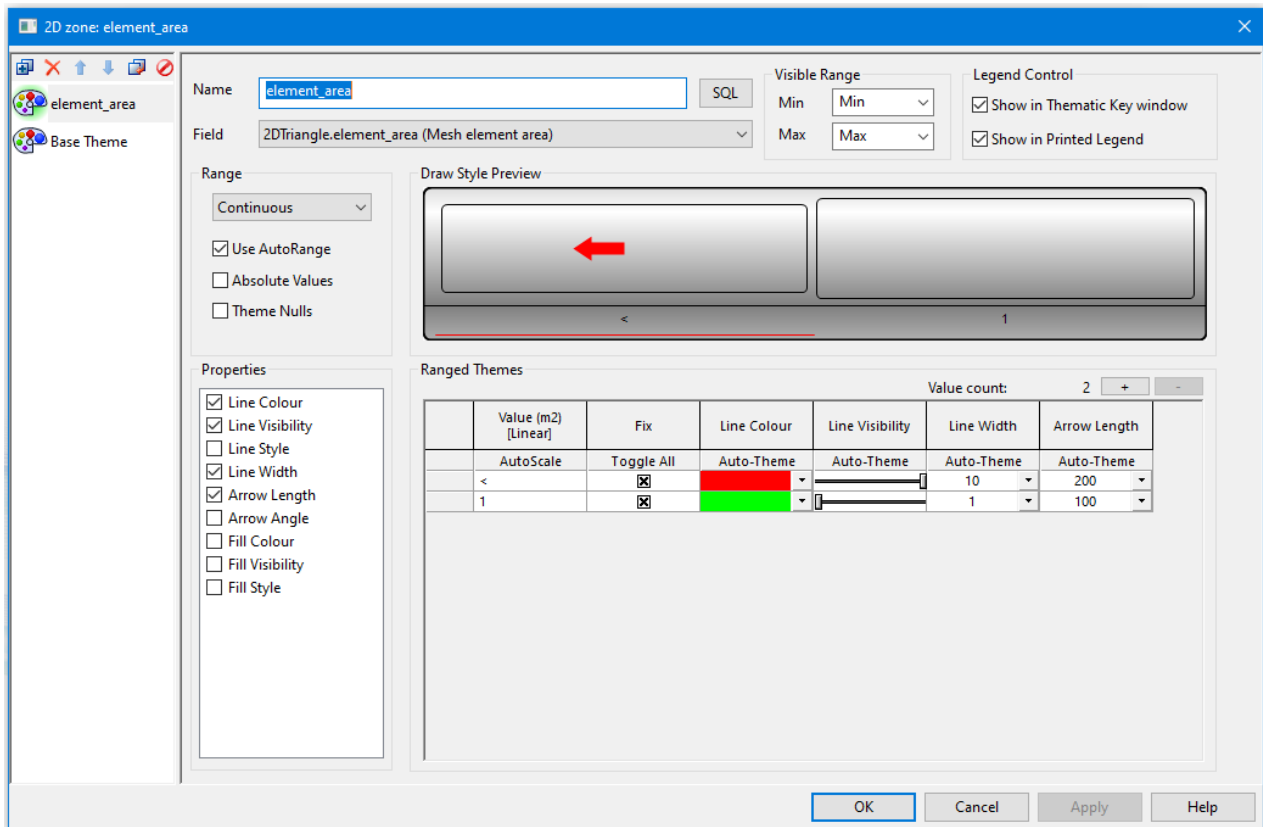 2D zone: element_area
element_area
Base Theme
Name
element_area
SQL
Field
2DTriangle.element_area (Mesh element area)
Visible Range
Min
Min
Max
Max
Legend Control
Show in Thematic Key window
Show in Printed Legend
Range
Continuous
Use AutoRange
Absolute Values
Theme Nulls
Draw Style Preview
< 1
Properties
Line Colour
Line Visibility
Line Style
Line Width
Arrow Length
Arrow Angle
Fill Colour
Fill Visibility
Fill Style
Ranged Themes
Value count: 2 + -
Value (m2)
[Linear]
Fix
Line Colour
Line Visibility
Line Width
Arrow Length
AutoScale Toggle All Auto-Theme Auto-Theme Auto-Theme Auto-Theme
< 10 200
1 1 100
OK Cancel Apply Help